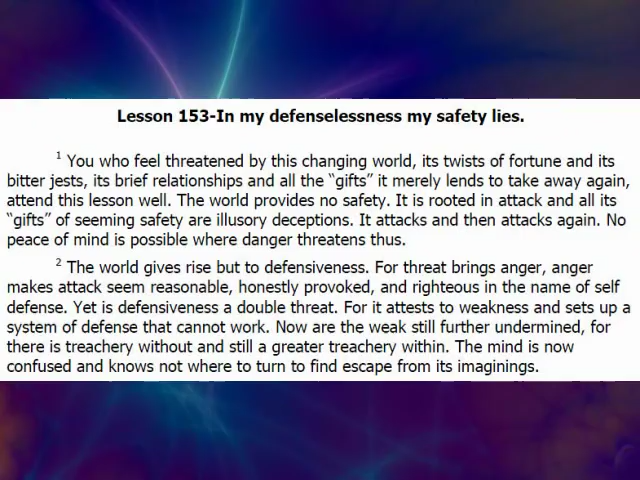 Lesson 153-In my defenselessness my safety lies.
1 You who feel threatened by this changing world, its twists of fortune and its
bitter jests, its brief relationships and all the “gifts” it merely lends to take away again,
attend this lesson well. The world provides no safety. It is rooted in attack and all its
“gifts” of seeming safety are illusory deceptions. It attacks and then attacks again. No
peace of mind is possible where danger threatens thus.
2 The world gives rise but to defensiveness. For threat brings anger, anger
makes attack seem reasonable, honestly provoked, and righteous in the name of self
defense. Yet is defensiveness a double threat. For it attests to weakness and sets up a
system of defense that cannot work. Now are the weak still further undermined, for
there is treachery without and still a greater treachery within. The mind is now
confused and knows not where to turn to find escape from its imaginings.